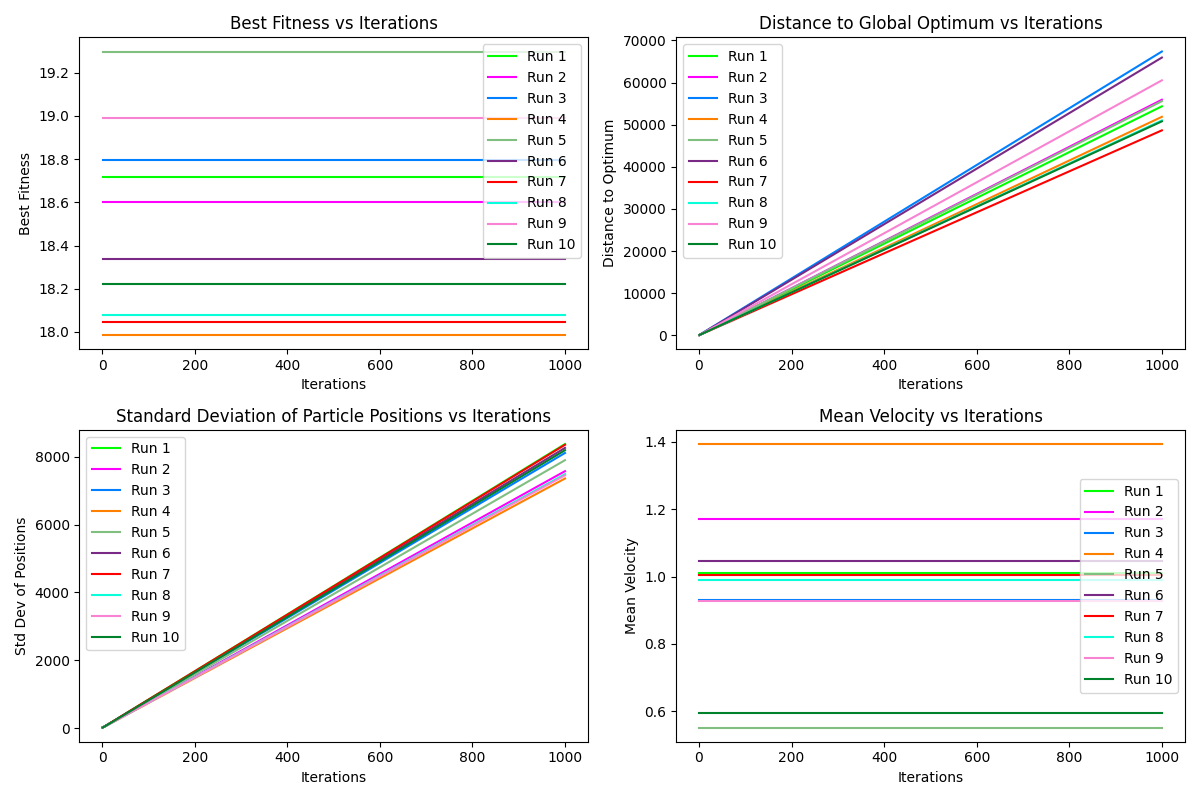 Best Fitness vs Iterations
Best Fitness
19.2
19.0
18.8
18.6
18.4
18.2
18.0
0 200 400 600 800 1000
Iterations
Run 1
Run 2
Run 3
Run 4
Run 5
Run 6
Run 7
Run 8
Run 9
Run 10
Distance to Global Optimum vs Iterations
Distance to Optimum
70000
60000
50000
40000
30000
20000
10000
0
0 200 400 600 800 1000
Iterations
Run 1
Run 2
Run 3
Run 4
Run 5
Run 6
Run 7
Run 8
Run 9
Run 10
Standard Deviation of Particle Positions vs Iterations
Std Dev of Positions
8000
6000
4000
2000
0
0 200 400 600 800 1000
Iterations
Run 1
Run 2
Run 3
Run 4
Run 5
Run 6
Run 7
Run 8
Run 9
Run 10
Mean Velocity vs Iterations
Mean Velocity
1.4
1.2
1.0
0.8
0.6
0 200 400 600 800 1000
Iterations
Run 1
Run 2
Run 3
Run 4
Run 5
Run 6
Run 7
Run 8
Run 9
Run 10